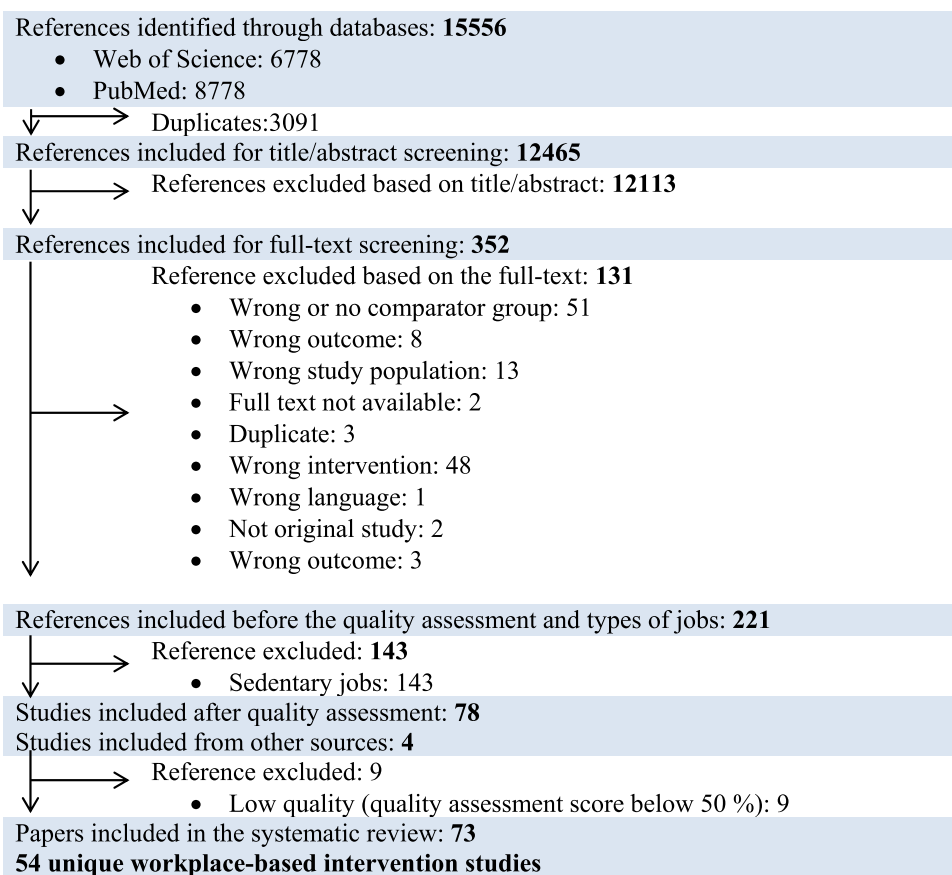 References identified through databases: 15556
• Web of Science: 6778
• PubMed: 8778
Duplicates:3091
References included for title/abstract screening: 12465
References excluded based on title/abstract: 12113
References included for full-text screening: 352
Reference excluded based on the full-text: 131
• Wrong or no comparator group: 51
• Wrong outcome: 8
• Wrong study population: 13
• Full text not available: 2
• Duplicate: 3
• Wrong intervention: 48
• Wrong language: 1
• Not original study: 2
• Wrong outcome: 3
References included before the quality assessment and types of jobs: 221
Reference excluded: 143
• Sedentary jobs: 143
Studies included after quality assessment: 78
Studies included from other sources: 4
Reference excluded: 9
• Low quality (quality assessment score below 50 %): 9
Papers included in the systematic review: 73
54 unique workplace-based intervention studies